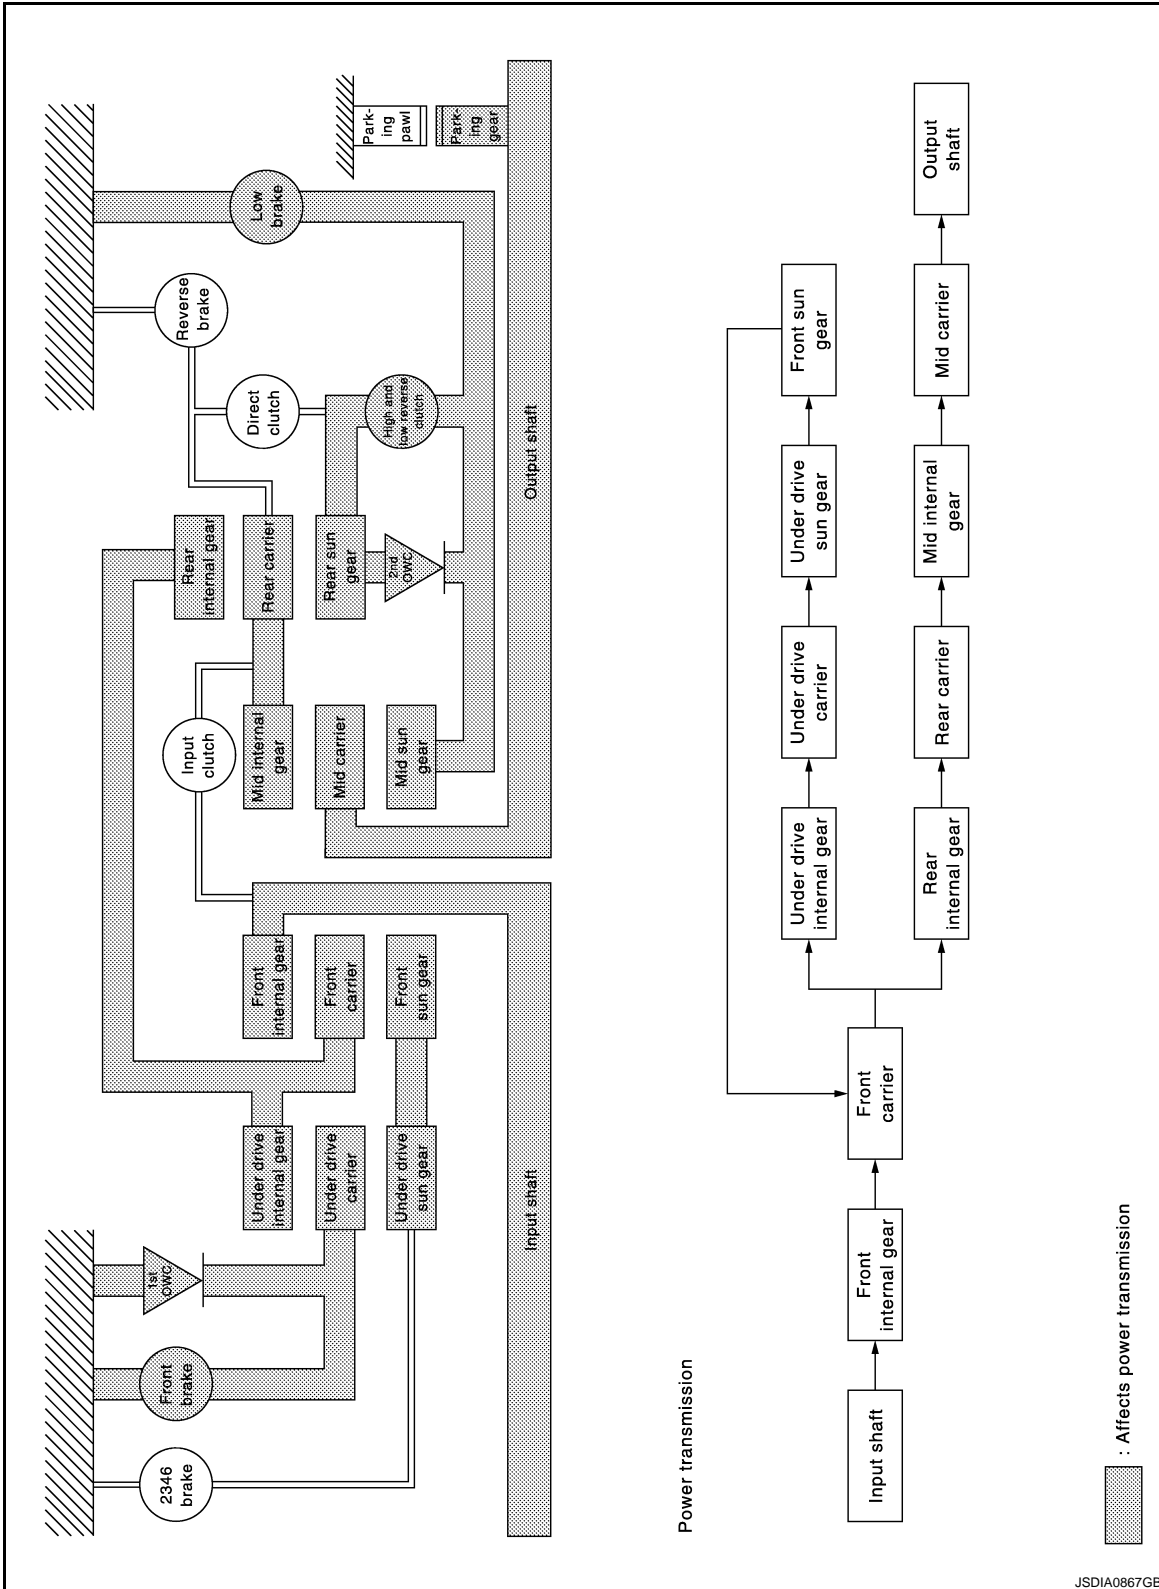 Park-
ing
pawl
Park-
ing
gear
Low
brake
Reverse
brake
Direct
clutch
High and
low reverse
clutch
Output shaft
Rear
internal gear
Rear carrier
Rear sun
gear
2nd
OWC
Input
clutch
Mid internal
gear
Mid carrier
Mid sun
gear
Front
internal gear
Front
carrier
Front
sun gear
Under drive
internal gear
Under drive
carrier
Under drive
sun gear
Input shaft
1st
OWC
Front
brake
2346
brake
Power transmission
Input shaft
Front
internal gear
Front
carrier
Under drive
internal gear
Under drive
carrier
Under drive
sun gear
Front sun
gear
Rear
internal gear
Rear carrier
Mid internal
gear
Mid carrier
Output
shaft
: Affects power transmission
JSDIA0867GB